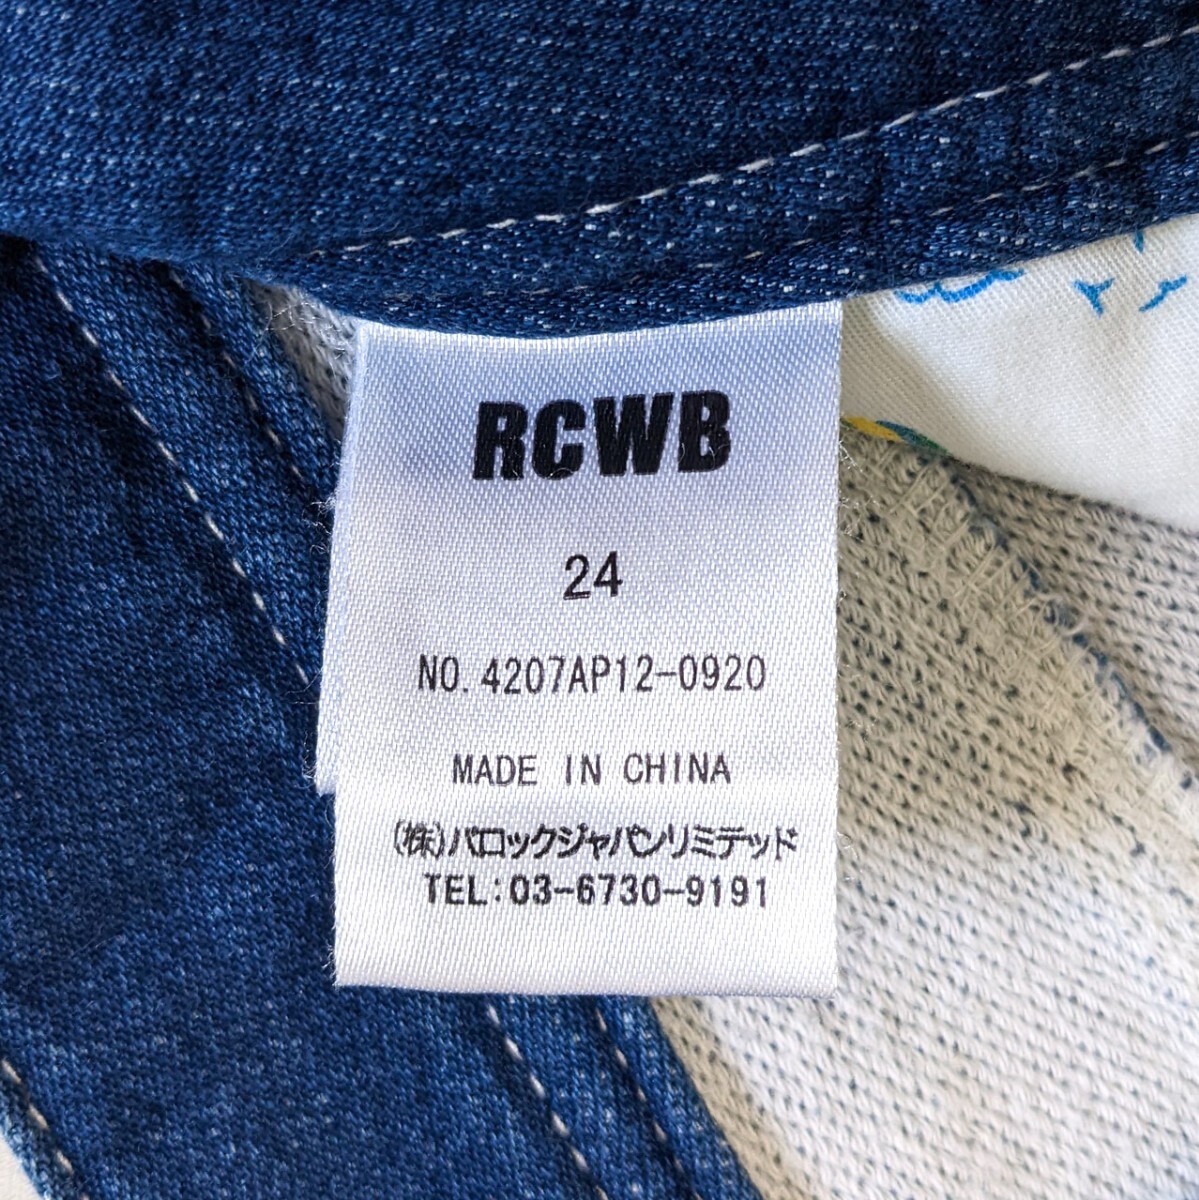 RCWB
24
NO. 4207AP12-0920
MADE IN CHINA
(株)バロックジャパンリミテッド
TEL:03-6730-9191